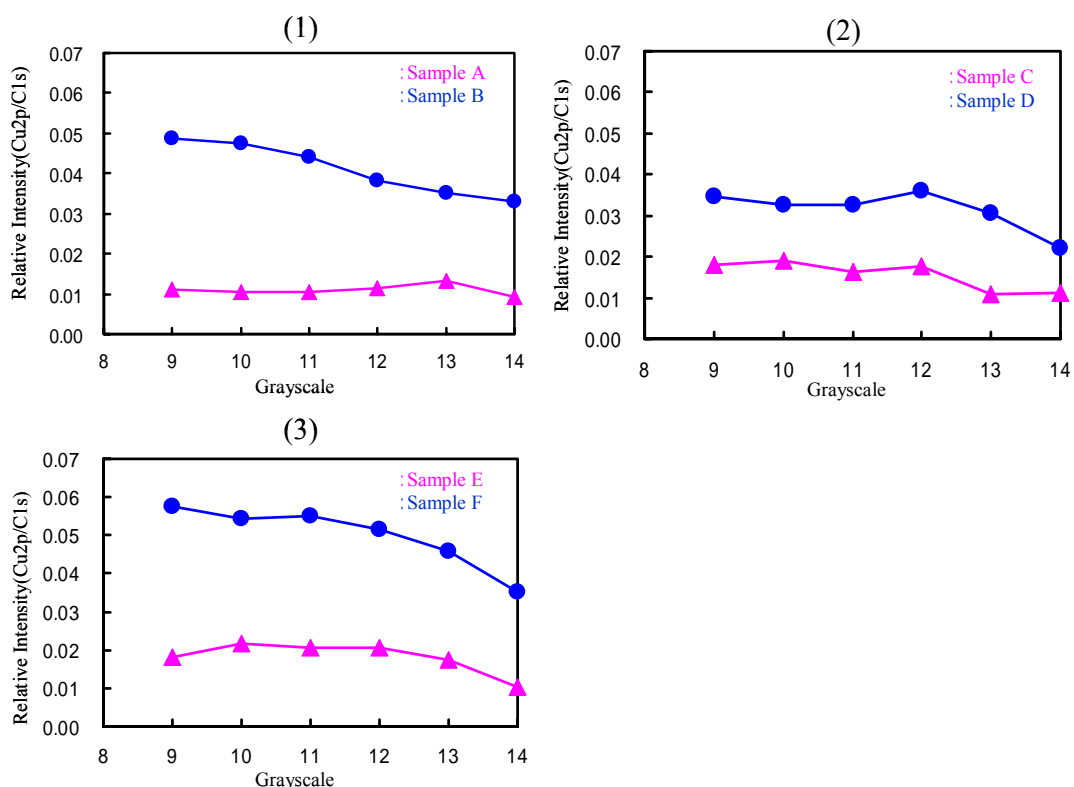 (1)
Relative Intensity(Cu2p/C1s)
0.07
0.06
0.05
0.04
0.03
0.02
0.01
0.00
:Sample A
:Sample B
8 9 10 11 12 13 14
Grayscale
(2)
Relative Intensity(Cu2p/C1s)
0.07
0.06
0.05
0.04
0.03
0.02
0.01
0.00
:Sample C
:Sample D
8 9 10 11 12 13 14
Grayscale
(3)
Relative Intensity(Cu2p/C1s)
0.07
0.06
0.05
0.04
0.03
0.02
0.01
0.00
:Sample E
:Sample F
8 9 10 11 12 13 14
Grayscale